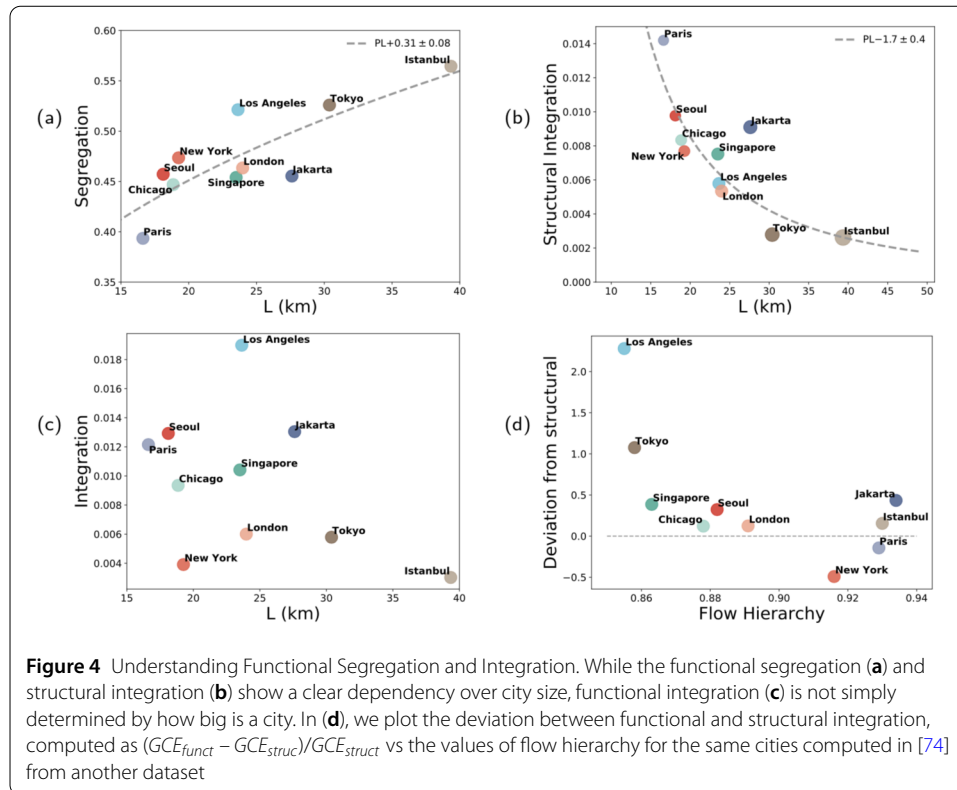 (a)
Segregation
0.60
0.55
0.50
0.45
0.40
0.35
PL+0.31 ± 0.08
Istanbul
Tokyo
Los Angeles
New York
Seoul
London
Chicago
Singapore
Jakarta
Paris
15 20 25 30 35 40
L (km)
(b)
Structural Integration
0.014
0.012
0.010
0.008
0.006
0.004
0.002
0.000
PL−1.7 ± 0.4
Paris
Seoul
Jakarta
Chicago
Singapore
New York
Los Angeles
London
Tokyo
Istanbul
10 15 20 25 30 35 40 45 50
L (km)
(c)
Integration
0.018
0.016
0.014
0.012
0.010
0.008
0.006
0.004
Los Angeles
Seoul
Jakarta
Paris
Singapore
Chicago
London
Tokyo
New York
Istanbul
15 20 25 30 35 40
L (km)
(d)
Deviation from structural
2.0
1.5
1.0
0.5
0.0
−0.5
Los Angeles
Tokyo
Singapore
Seoul
Jakarta
Chicago
London
Istanbul
Paris
New York
0.86 0.88 0.90 0.92 0.94
Flow Hierarchy
Figure 4 Understanding Functional Segregation and Integration. While the functional segregation (a) and
structural integration (b) show a clear dependency over city size, functional integration (c) is not simply
determined by how big is a city. In (d), we plot the deviation between functional and structural integration,
computed as (GCEfunct – GCEstruc)/GCEstruct vs the values of flow hierarchy for the same cities computed in [74]
from another dataset